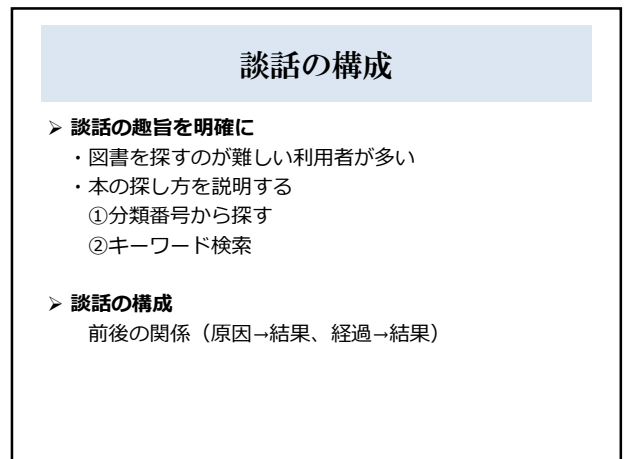 談話の構成
➢ 談話の趣旨を明確に
・図書を探すのが難しい利用者が多い
・本の探し方を説明する
①分類番号から探す
②キーワード検索
➢ 談話の構成
前後の関係（原因→結果、経過→結果）